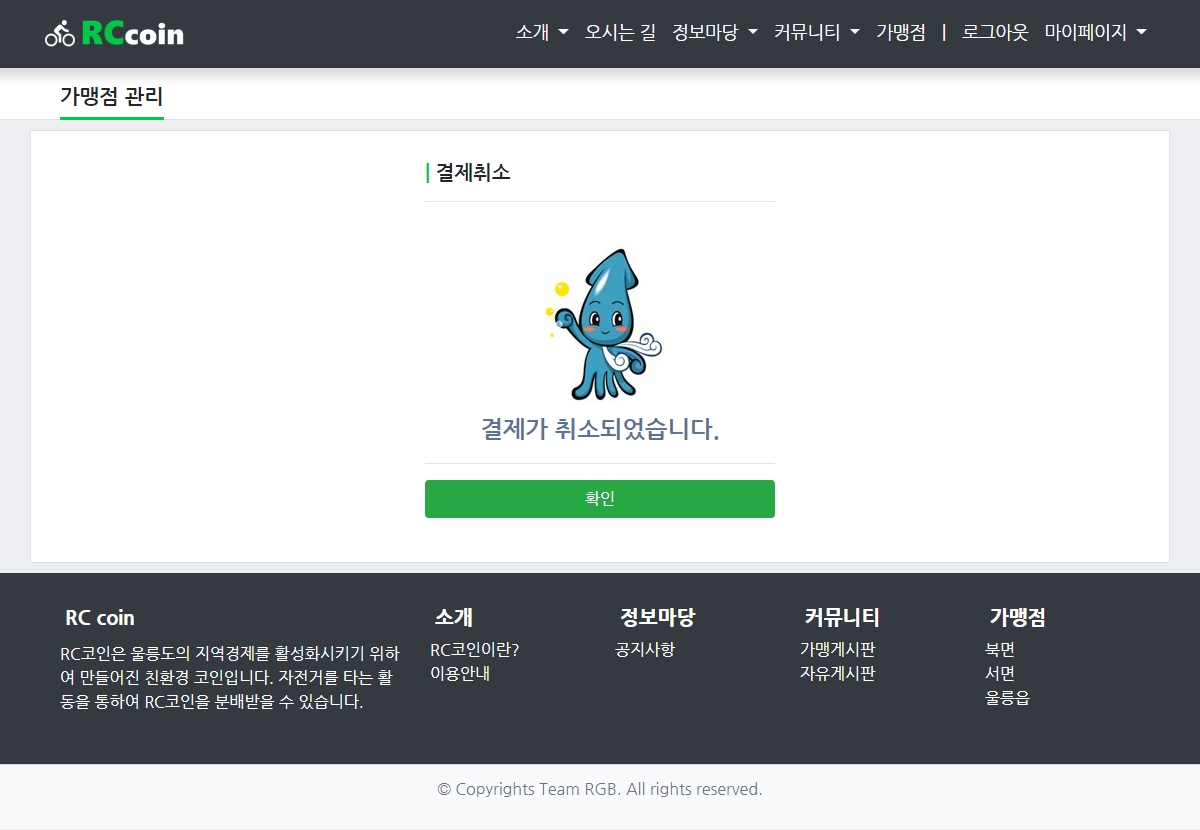 RCcoin
소개 오시는 길 정보마당 커뮤니티 가맹점 | 로그아웃 마이페이지
가맹점 관리
결제취소
결제가 취소되었습니다.
확인
RC coin
RC코인은 울릉도의 지역경제를 활성화시키기 위하
여 만들어진 친환경 코인입니다. 자전거를 타는 활
동을 통하여 RC코인을 분배받을 수 있습니다.
소개
RC코인이란?
이용안내
정보마당
공지사항
커뮤니티
가맹게시판
자유게시판
가맹점
북면
서면
울릉읍
© Copyrights Team RGB. All rights reserved.